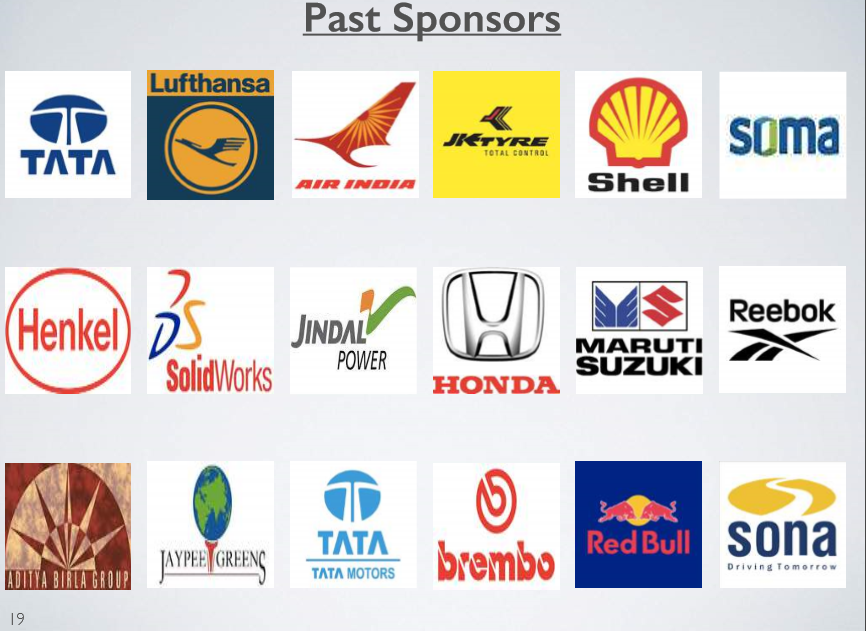 Past Sponsors
TATA
Lufthansa
AIR INDIA
JK TYRE
TOTAL CONTROL
Shell
soma
Henkel
DS
SolidWorks
JINDAL
POWER
HONDA
MARUTI
SUZUKI
Reebok
ADITYA BIRLA GROUP
JAYPEE GREENS
TATA
TATA MOTORS
brembo
Red Bull
sona
Driving Tomorrow
19